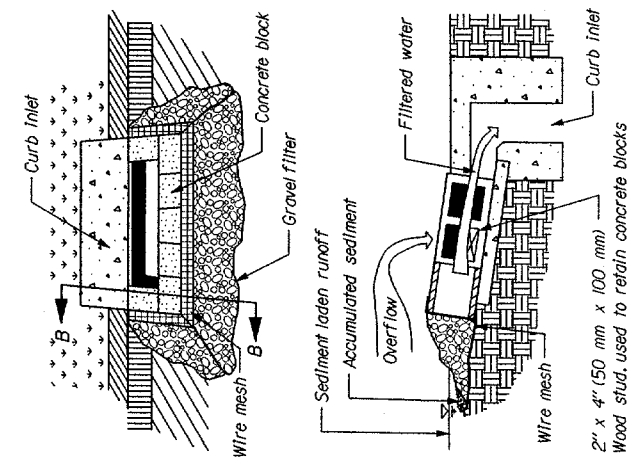 Curb inlet
Concrete block
Gravel filter
B
B
Wire mesh
Sediment laden runoff
Accumulated sediment
Overflow
Filtered water
Curb inlet
Wire mesh
2" x 4" (50 mm x 100 mm)
Wood stud, used to retain concrete blocks